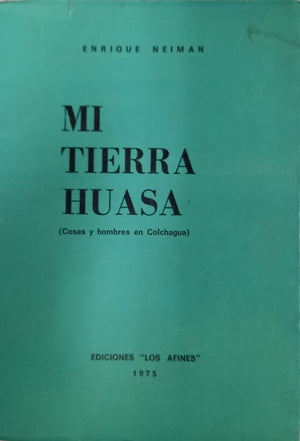 ENRIQUE NEIMAN
MI
TIERRA
HUASA
(Cosas y hombres en Colchagua)
EDICIONES "LOS AFINES"
1975